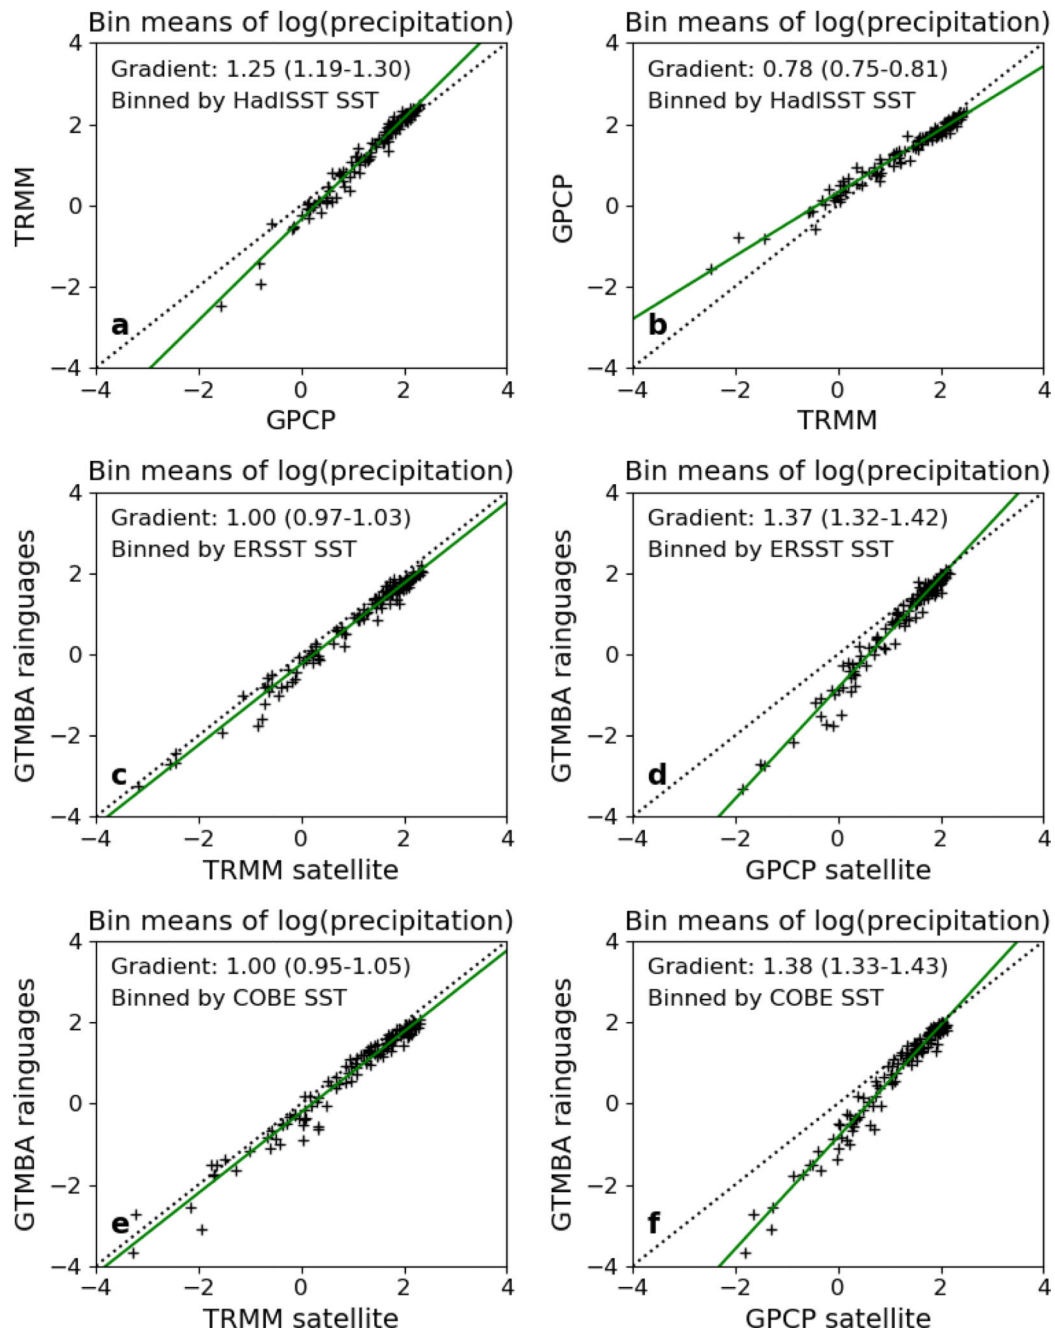 Bin means of log(precipitation)
Gradient: 1.25 (1.19-1.30)
Binned by HadISST SST
TRMM
4
2
0
−2
−4
a
−4 −2 0 2 4
GPCP
Bin means of log(precipitation)
Gradient: 0.78 (0.75-0.81)
Binned by HadISST SST
GPCP
4
2
0
−2
−4
b
−4 −2 0 2 4
TRMM
Bin means of log(precipitation)
Gradient: 1.00 (0.97-1.03)
Binned by ERSST SST
GTMBA rainguages
4
2
0
−2
−4
c
−4 −2 0 2 4
TRMM satellite
Bin means of log(precipitation)
Gradient: 1.37 (1.32-1.42)
Binned by ERSST SST
GTMBA rainguages
4
2
0
−2
−4
d
−4 −2 0 2 4
GPCP satellite
Bin means of log(precipitation)
Gradient: 1.00 (0.95-1.05)
Binned by COBE SST
GTMBA rainguages
4
2
0
−2
−4
e
−4 −2 0 2 4
TRMM satellite
Bin means of log(precipitation)
Gradient: 1.38 (1.33-1.43)
Binned by COBE SST
GTMBA rainguages
4
2
0
−2
−4
f
−4 −2 0 2 4
GPCP satellite